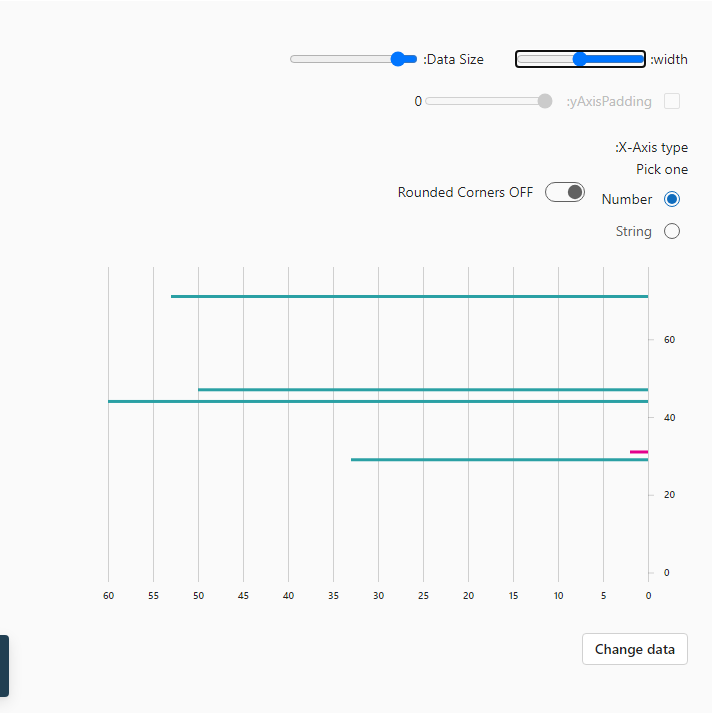 :width
:Data Size
:yAxisPadding
0
:X-Axis type
Pick one
Number
Rounded Corners OFF
String
60
40
20
0
60 55 50 45 40 35 30 25 20 15 10 5 0
Change data